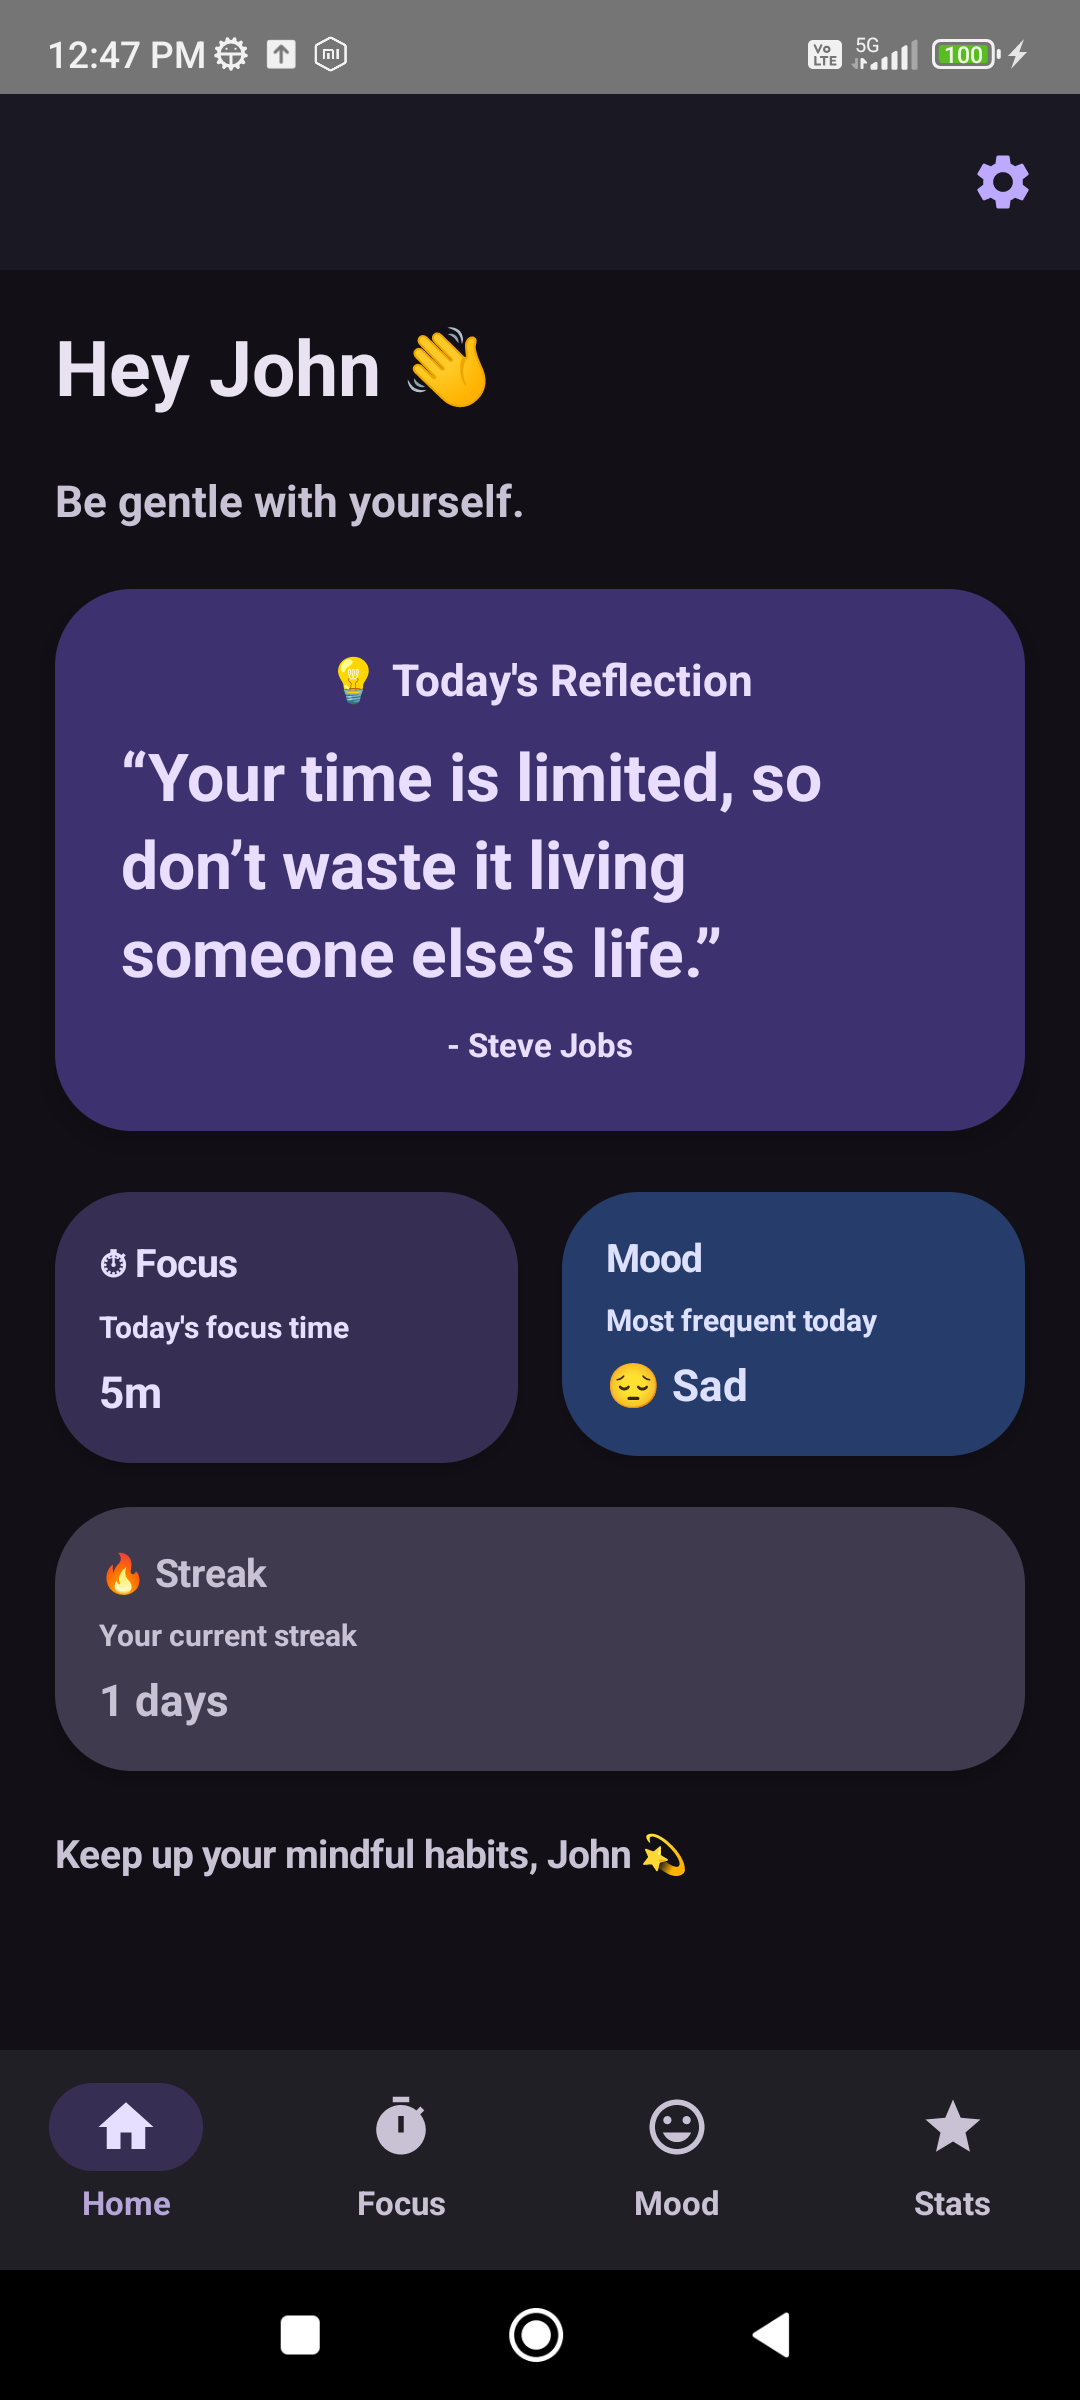 12:47 PM
Vo LTE 5G 100
Hey John 👋
Be gentle with yourself.
💡 Today's Reflection
“Your time is limited, so
don’t waste it living
someone else’s life.”
- Steve Jobs
⏱ Focus
Today's focus time
5m
Mood
Most frequent today
😔 Sad
🔥 Streak
Your current streak
1 days
Keep up your mindful habits, John 💫
Home
Focus
Mood
Stats